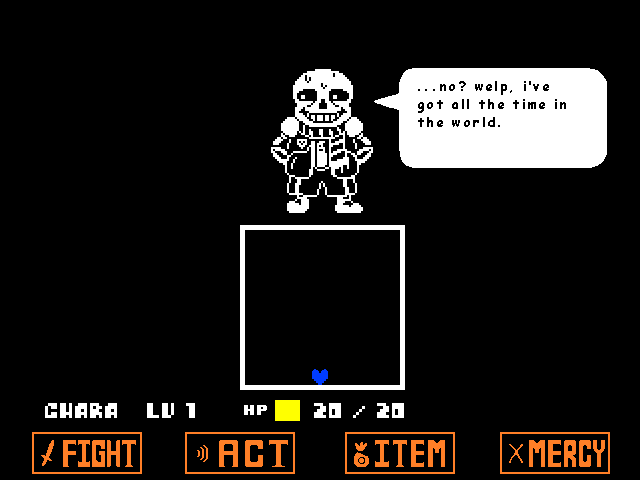 ...no? welp, i've
got all the time in
the world.
CHARA LV 1 HP 20 / 20
FIGHT ACT ITEM MERCY